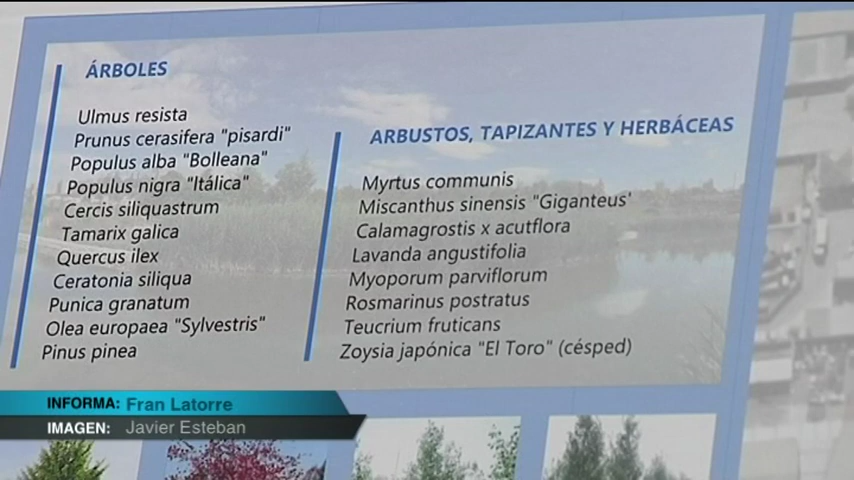 ÁRBOLES
Ulmus resista
Prunus cerasifera "pisardi"
Populus alba "Bolleana"
Populus nigra "Itálica"
Cercis siliquastrum
Tamarix galica
Quercus ilex
Ceratonia siliqua
Punica granatum
Olea europaea "Sylvestris"
Pinus pinea
ARBUSTOS, TAPIZANTES Y HERBÁCEAS
Myrtus communis
Miscanthus sinensis "Giganteus'
Calamagrostis x acutflora
Lavanda angustifolia
Myoporum parviflorum
Rosmarinus postratus
Teucrium fruticans
Zoysia japónica "El Toro" (césped)
INFORMA: Fran Latorre
IMAGEN: Javier Esteban